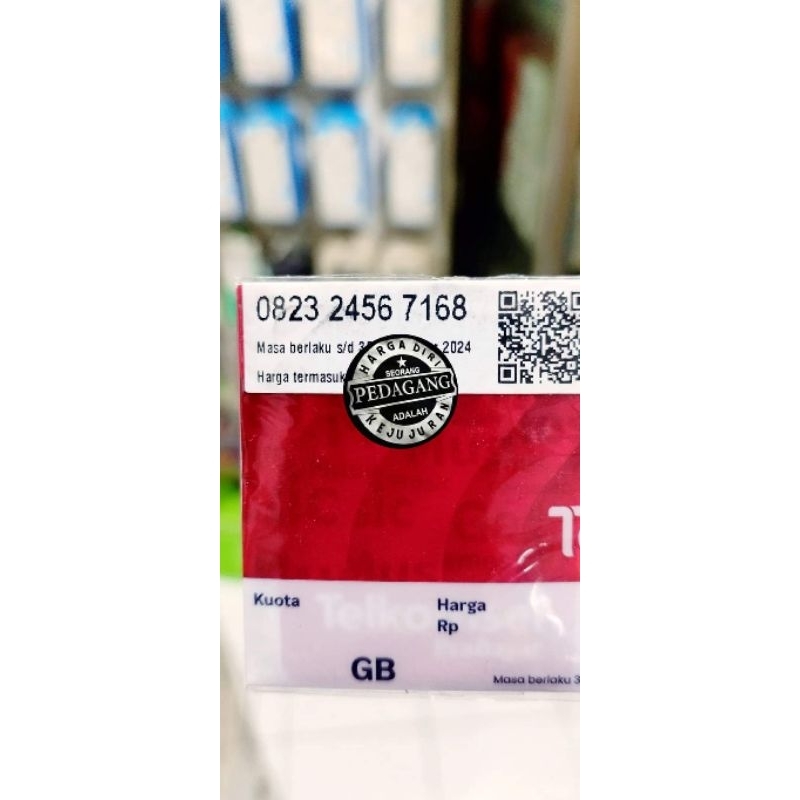 0823 2456 7168
Masa berlaku s/d 2024
Harga termasuk
HARGA DIRI
SEORANG
PEDAGANG
ADALAH
KEJUJURAN
Kuota
Harga
Rp
GB
Masa berlaku 3